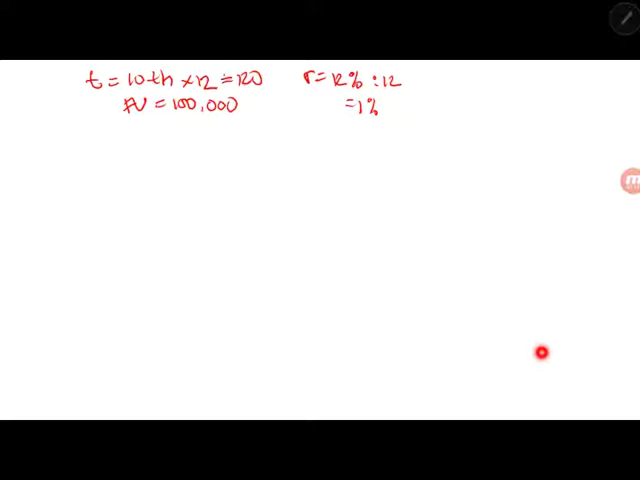 t = 10 th x 12 = 120 r = 12% : 12
FV = 100.000 = 1%